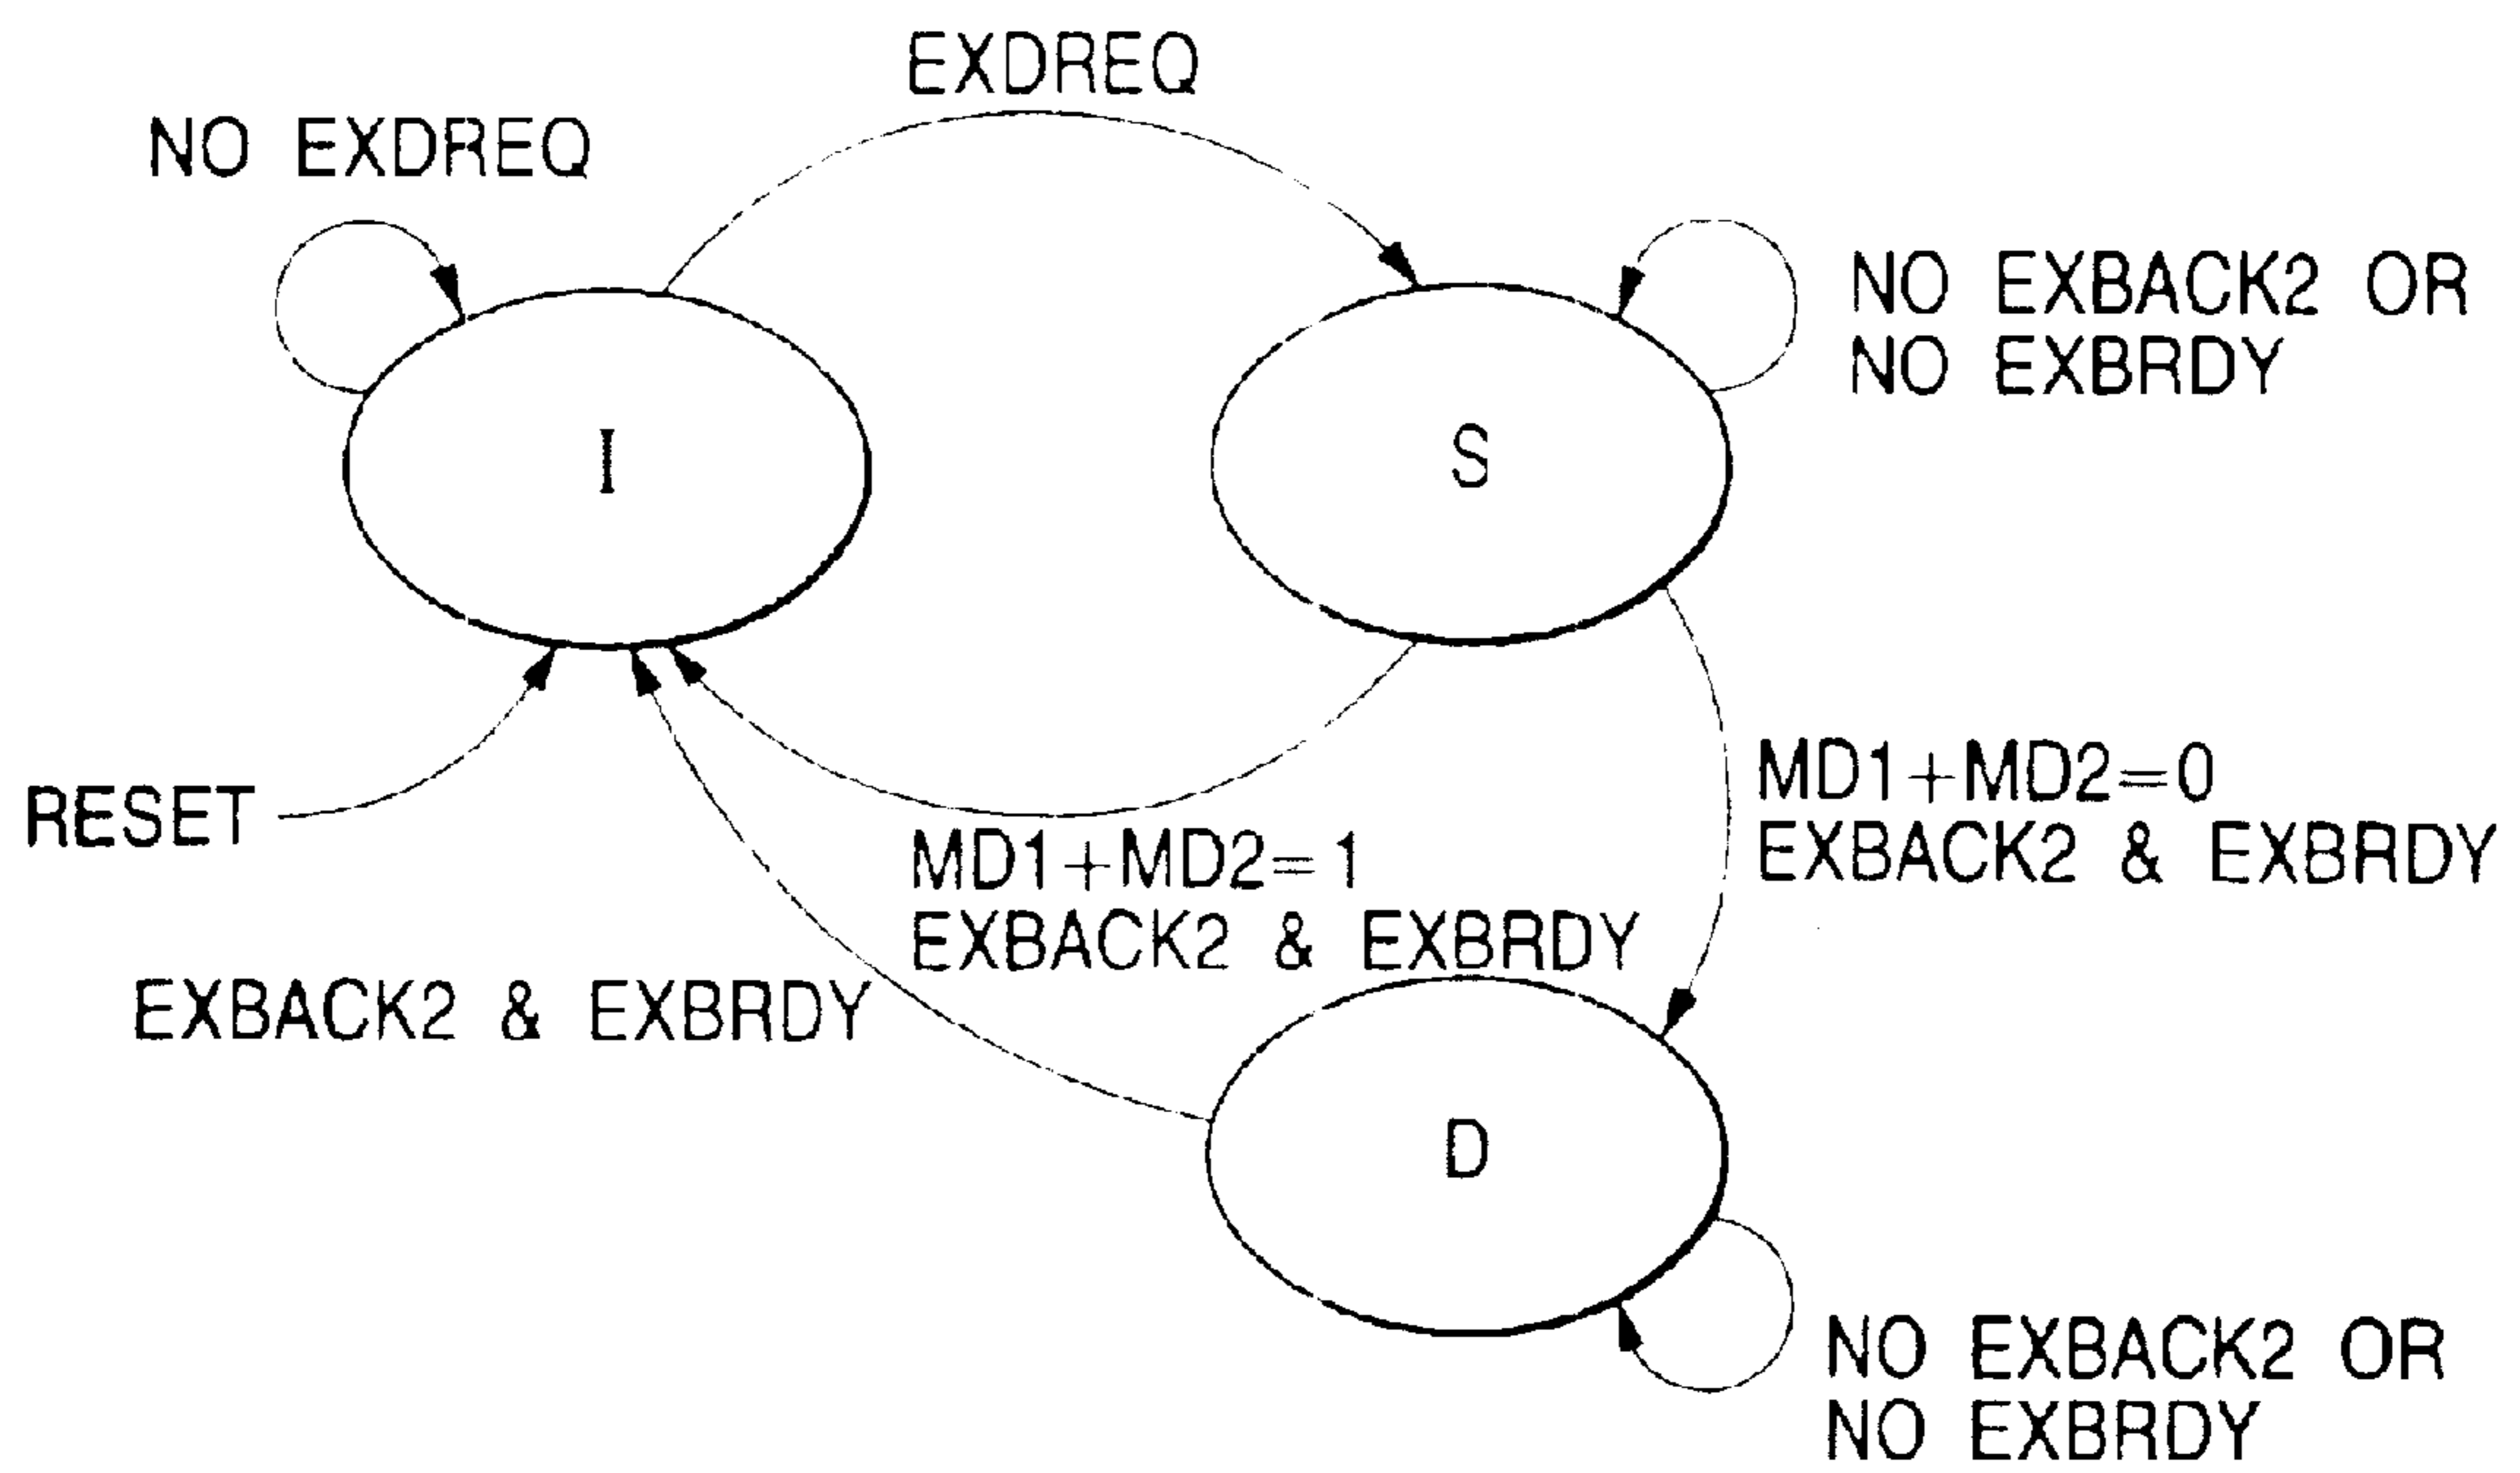 EXDREQ
NO EXDREQ
NO EXBACK2 OR
NO EXBRDY
I
S
RESET
MD1+MD2=0
EXBACK2 & EXBRDY
MD1+MD2=1
EXBACK2 & EXBRDY
EXBACK2 & EXBRDY
D
NO EXBACK2 OR
NO EXBRDY